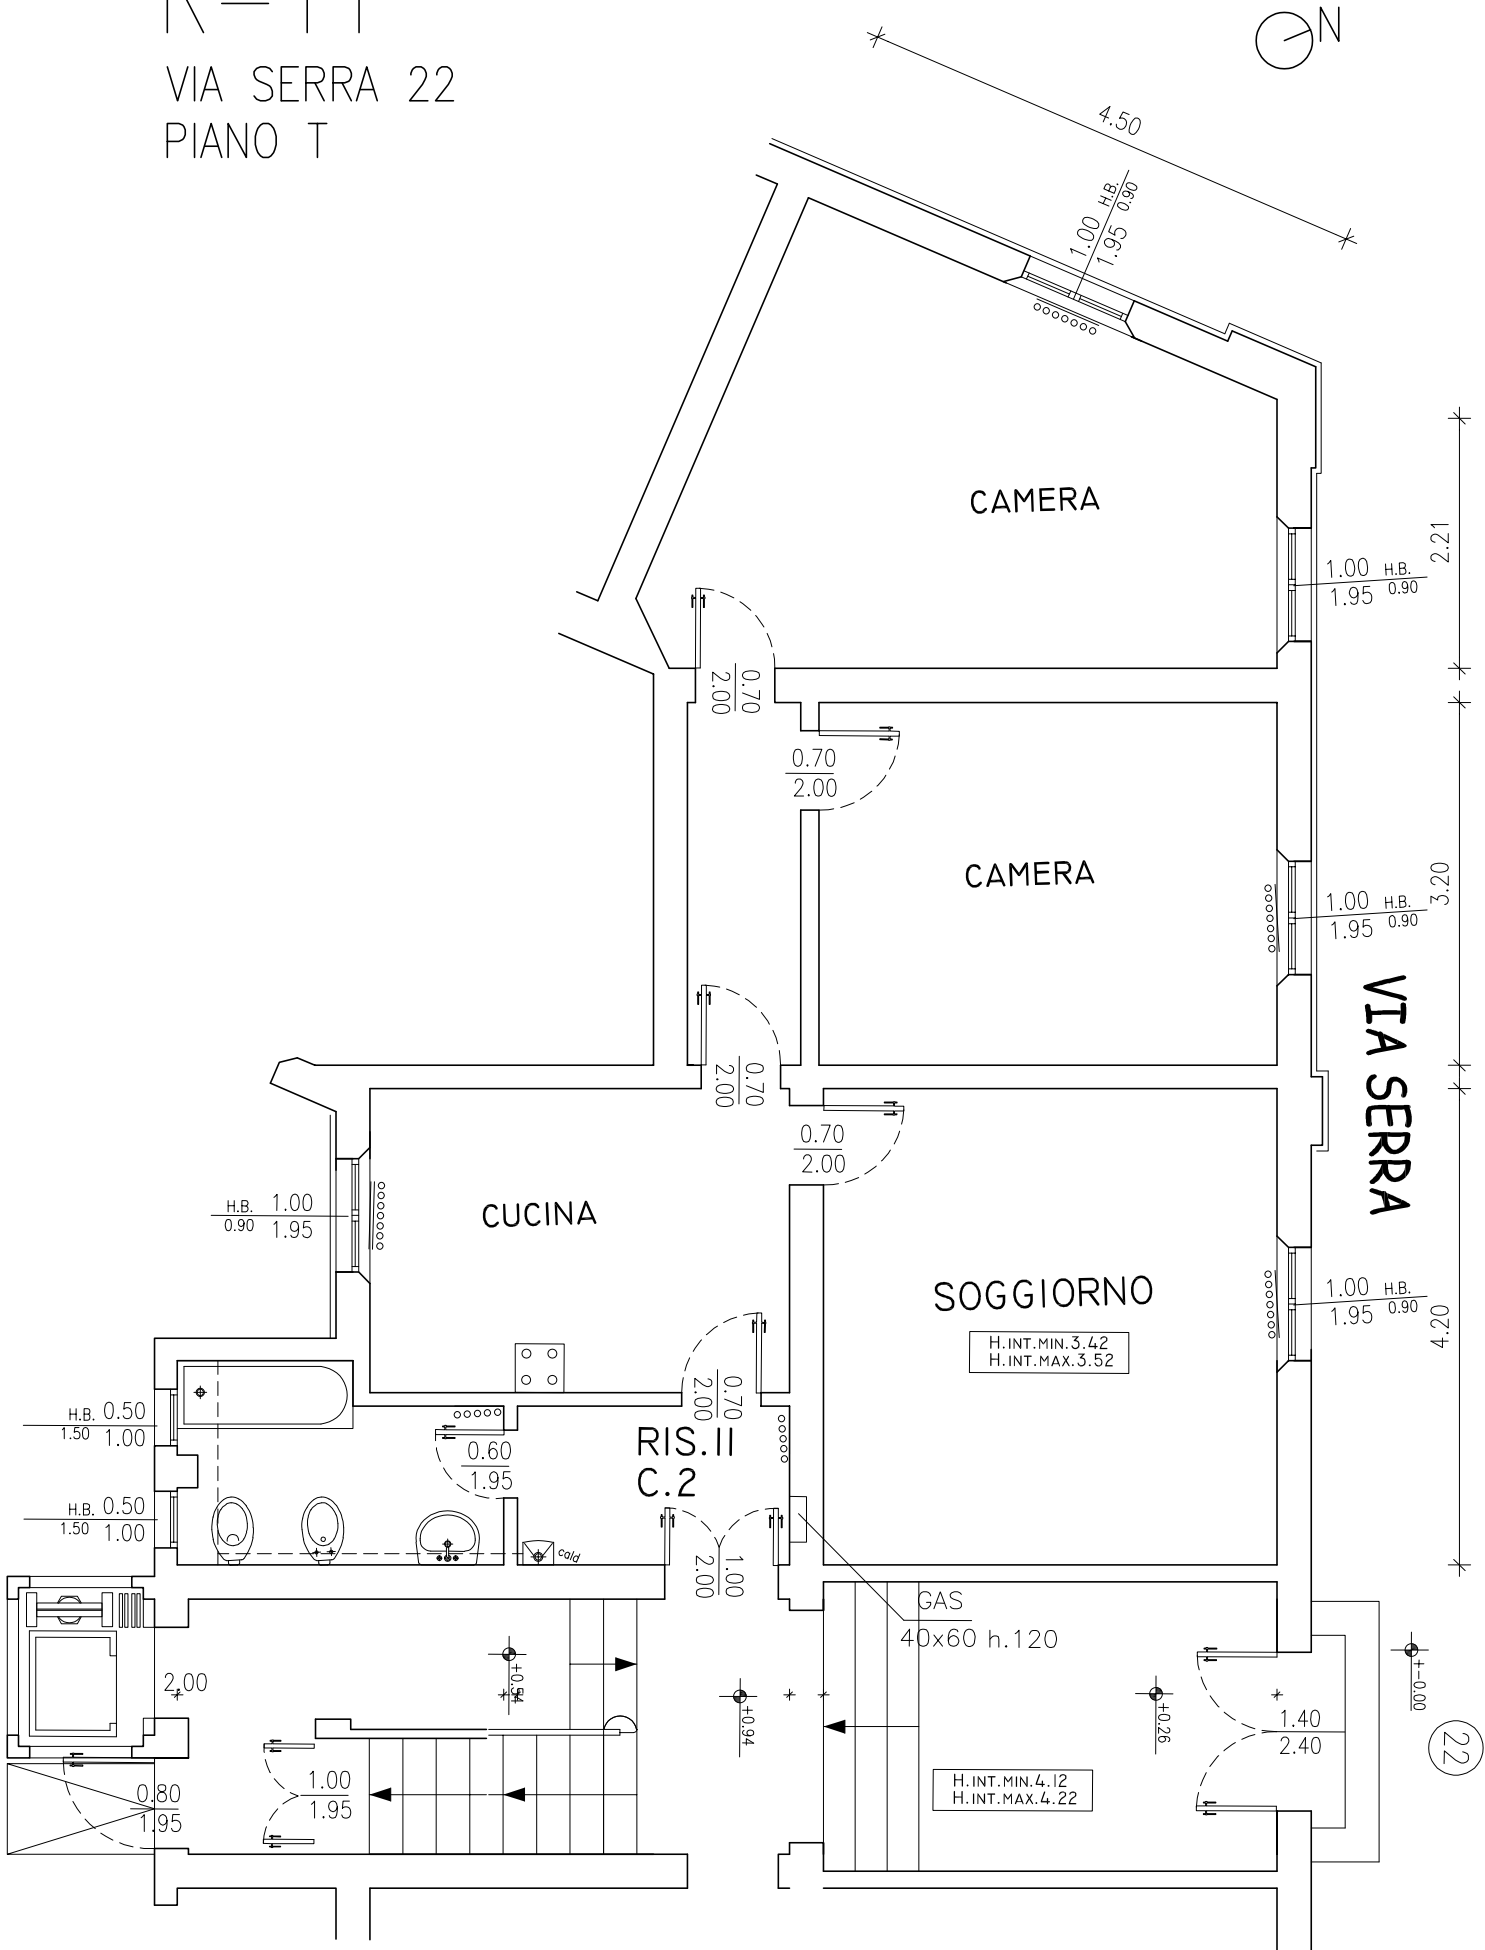 N
VIA SERRA 22
PIANO T
4.50
1.00 H.B.
1.95 0.90
CAMERA
2.21
1.00 H.B.
1.95 0.90
0.70
2.00
0.70
2.00
CAMERA
3.20
1.00 H.B.
1.95 0.90
VIA SERRA
0.70
2.00
0.70
2.00
H.B. 1.00
0.90 1.95
CUCINA
SOGGIORNO
H.INT.MIN.3.42
H.INT.MAX.3.52
1.00 H.B.
1.95 0.90
4.20
0.70
2.00
H.B. 0.50
1.50 1.00
RIS.II
C.2
0.60
1.95
H.B. 0.50
1.50 1.00
cald
1.00
2.00
GAS
40x60 h.120
2,00
+0.54
+0.94
+0.26
+-0.00
1.40
2.40
22
0.80
1.95
1.00
1.95
H.INT.MIN.4.12
H.INT.MAX.4.22